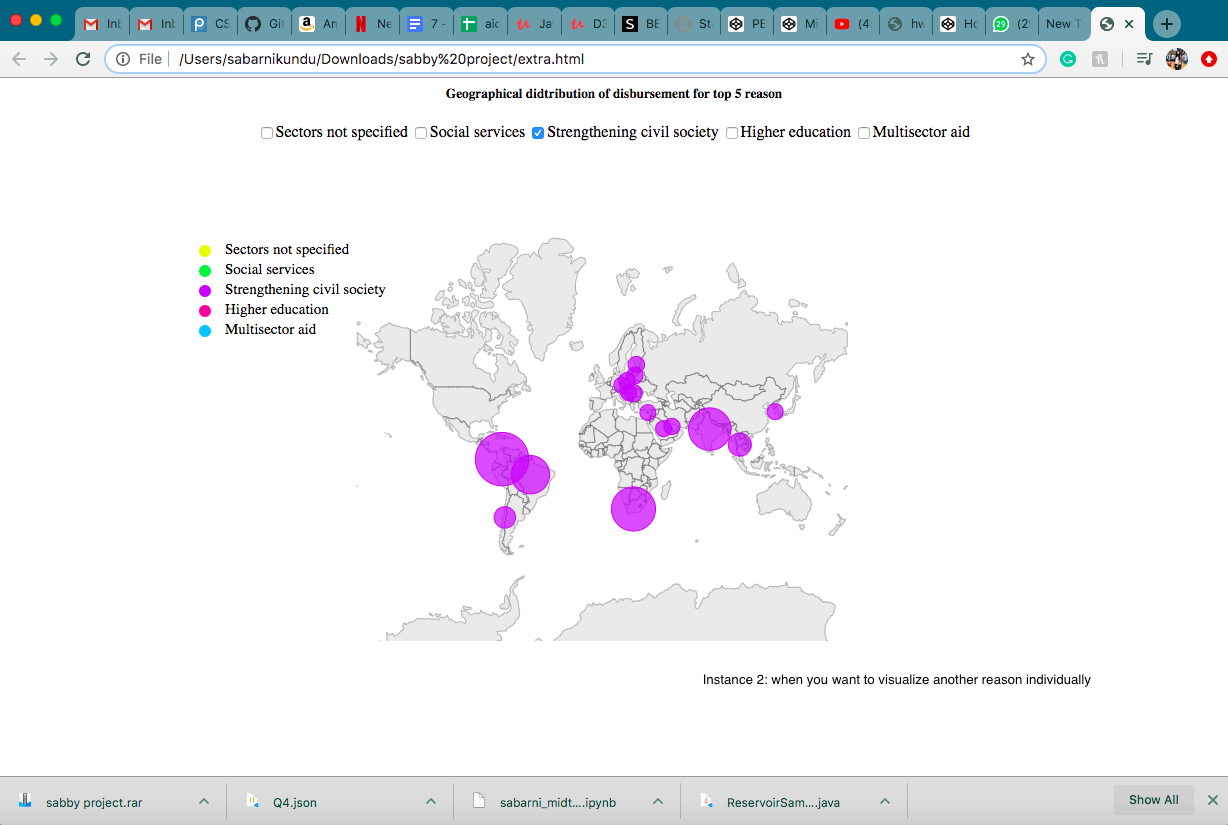 Inb
Inb
CS
Git
An
Ne
7 -
aid
Ja
D3
BE
St
PE
Mi
(4
hv
Ho
(2
New T
File
/Users/sabarnikundu/Downloads/sabby%20project/extra.html
Geographical didtribution of disbursement for top 5 reason
Sectors not specified Social services Strengthening civil society Higher education Multisector aid
Sectors not specified
Social services
Strengthening civil society
Higher education
Multisector aid
Instance 2: when you want to visualize another reason individually
sabby project.rar
Q4.json
sabarni_midt....ipynb
ReservoirSam....java
Show All